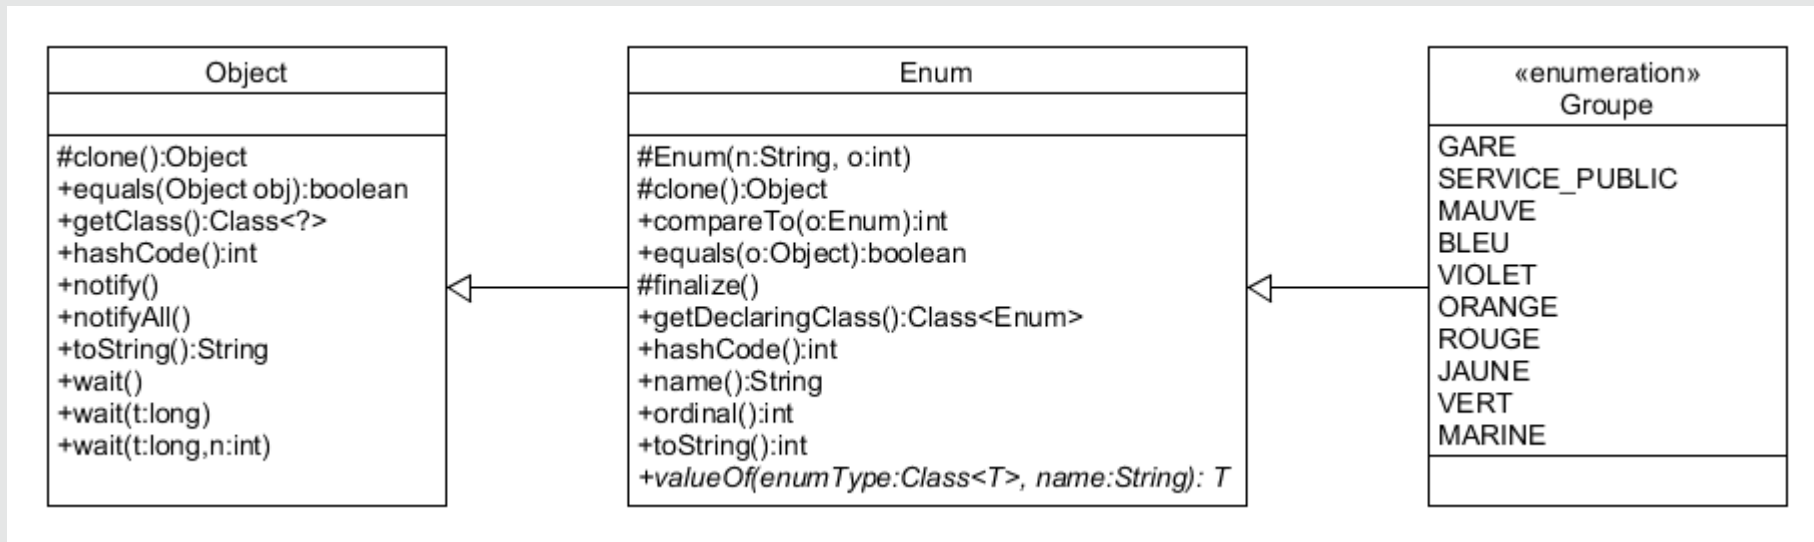 Object
#clone():Object
+equals(Object obj):boolean
+getClass():Class<?>
+hashCode():int
+notify()
+notifyAll()
+toString():String
+wait()
+wait(t:long)
+wait(t:long,n:int)
Enum
#Enum(n:String, o:int)
#clone():Object
+compareTo(o:Enum):int
+equals(o:Object):boolean
#finalize()
+getDeclaringClass():Class<Enum>
+hashCode():int
+name():String
+ordinal():int
+toString():int
+valueOf(enumType:Class<T>, name:String): T
«enumeration»
Groupe
GARE
SERVICE_PUBLIC
MAUVE
BLEU
VIOLET
ORANGE
ROUGE
JAUNE
VERT
MARINE